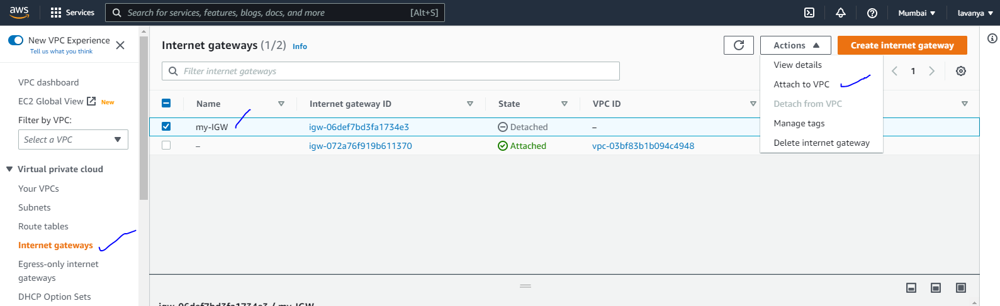 aws Services Search for services, features, blogs, docs, and more [Alt+S] Mumbai lavanya
New VPC Experience
Tell us what you think
VPC dashboard
EC2 Global View New
Filter by VPC:
Select a VPC
Virtual private cloud
Your VPCs
Subnets
Route tables
Internet gateways
Egress-only internet
gateways
DHCP Option Sets
Internet gateways (1/2) Info
Actions
Create internet gateway
Filter internet gateways
1
View details
Attach to VPC
Detach from VPC
Manage tags
Delete internet gateway
Name Internet gateway ID State VPC ID
my-IGW igw-06def7bd3fa1734e3 Detached –
– igw-072a76f919b611370 Attached vpc-03bf83b1b094c4948
igw-06def7bd3fa1734e3 / my-IGW